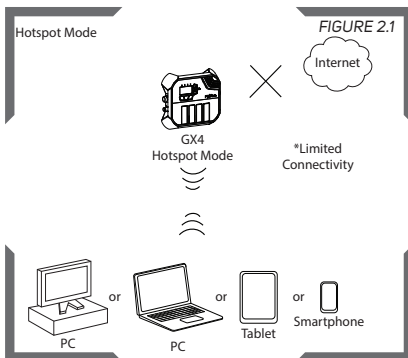 Hotspot Mode
FIGURE 2.1
Internet
GX4
Hotspot Mode
*Limited
Connectivity
or
or
or
PC
PC
Tablet
Smartphone